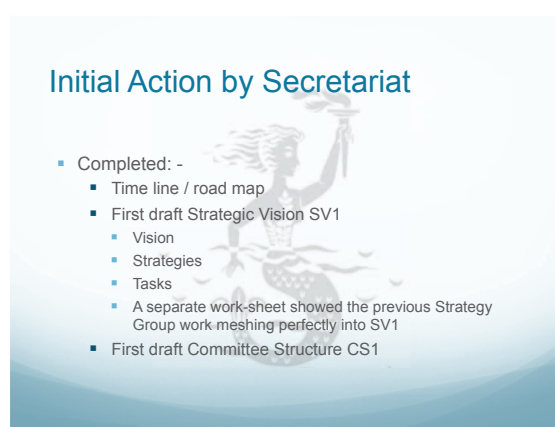 Initial Action by Secretariat
▪ Completed: -
▪ Time line / road map
▪ First draft Strategic Vision SV1
▪ Vision
▪ Strategies
▪ Tasks
▪ A separate work-sheet showed the previous Strategy
Group work meshing perfectly into SV1
▪ First draft Committee Structure CS1